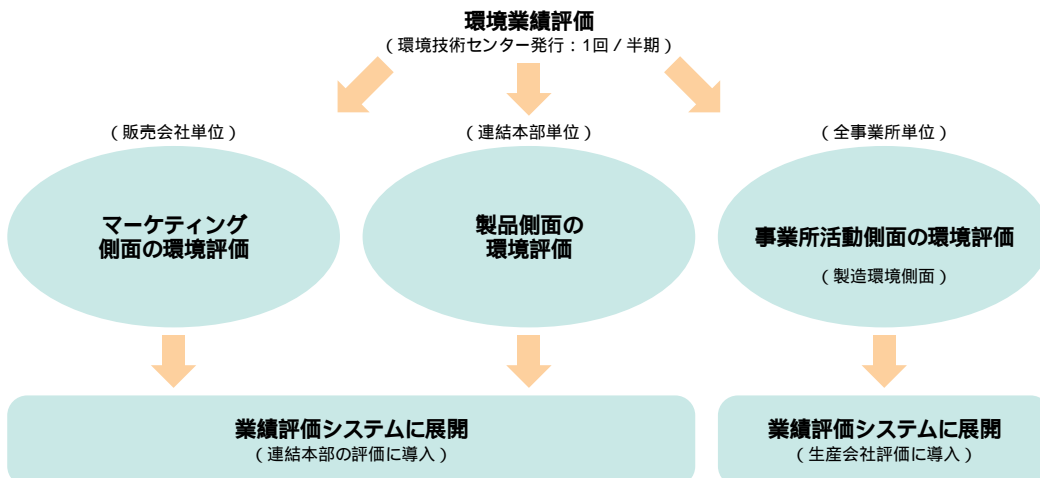 環境業績評価
（環境技術センター発行：1回／半期）
（販売会社単位）
（連結本部単位）
（全事業所単位）
マーケティング
側面の環境評価
製品側面の
環境評価
事業所活動側面の環境評価
（製造環境側面）
業績評価システムに展開
（連結本部の評価に導入）
業績評価システムに展開
（生産会社評価に導入）